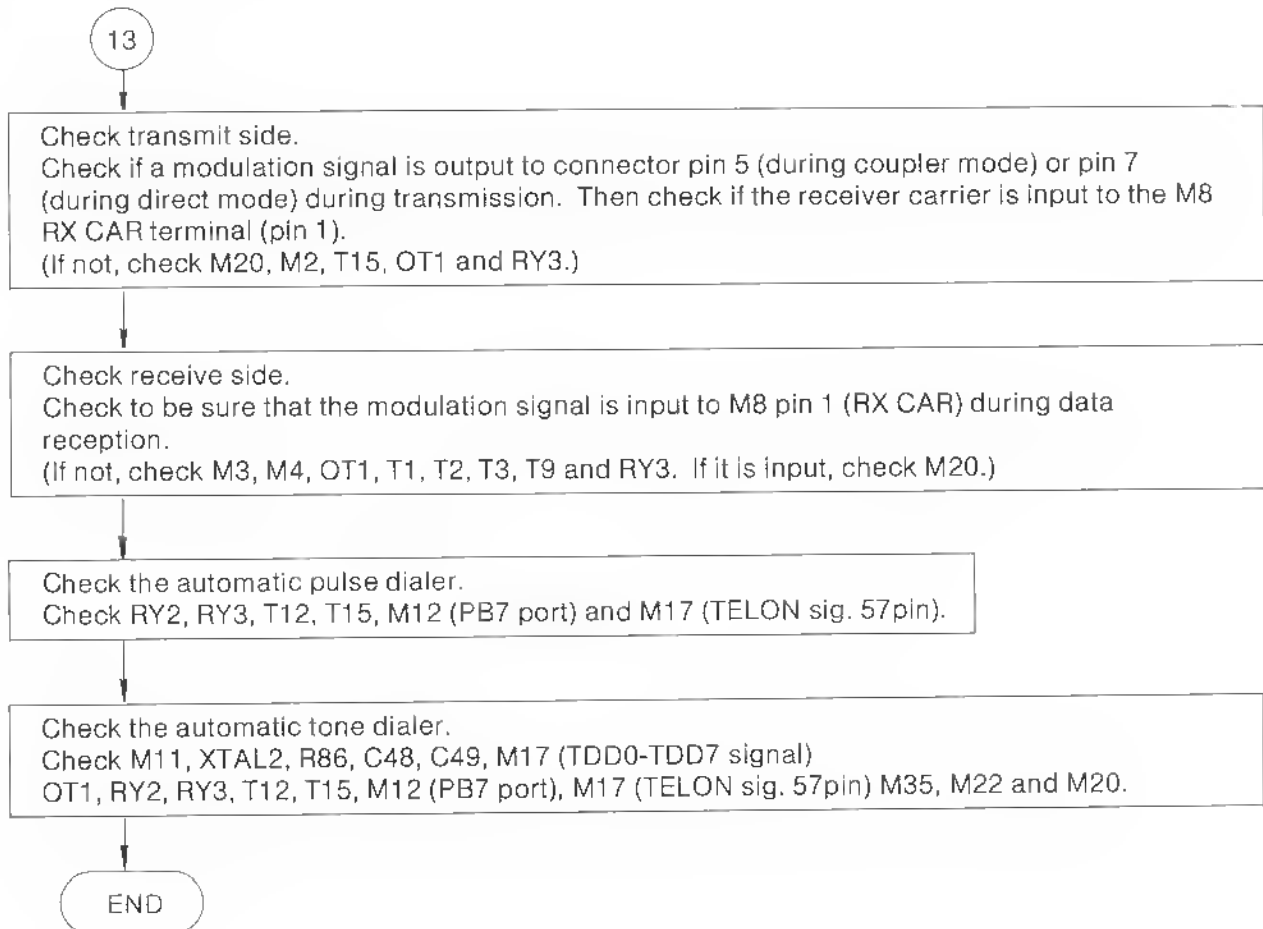 13
Check transmit side.
Check if a modulation signal is output to connector pin 5 (during coupler mode) or pin 7
(during direct mode) during transmission. Then check if the receiver carrier is input to the M8
RX CAR terminal (pin 1).
(If not, check M20, M2, T15, OT1 and RY3.)
Check receive side.
Check to be sure that the modulation signal is input to M8 pin 1 (RX CAR) during data
reception.
(If not, check M3, M4, OT1, T1, T2, T3, T9 and RY3. If it is input, check M20.)
Check the automatic pulse dialer.
Check RY2, RY3, T12, T15, M12 (PB7 port) and M17 (TELON sig. 57pin).
Check the automatic tone dialer.
Check M11, XTAL2, R86, C48, C49, M17 (TDD0-TDD7 signal)
OT1, RY2, RY3, T12, T15, M12 (PB7 port), M17 (TELON sig. 57pin) M35, M22 and M20.
END